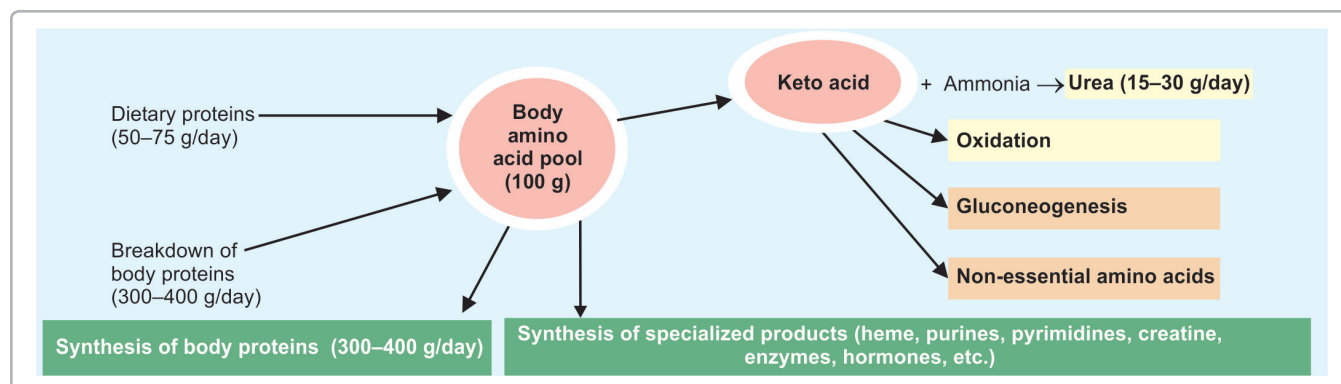 Dietary proteins
(50–75 g/day)
Breakdown of
body proteins
(300–400 g/day)
Body
amino
acid pool
(100 g)
Keto acid
+ Ammonia → Urea (15–30 g/day)
Oxidation
Gluconeogenesis
Non-essential amino acids
Synthesis of body proteins (300–400 g/day)
Synthesis of specialized products (heme, purines, pyrimidines, creatine,
enzymes, hormones, etc.)